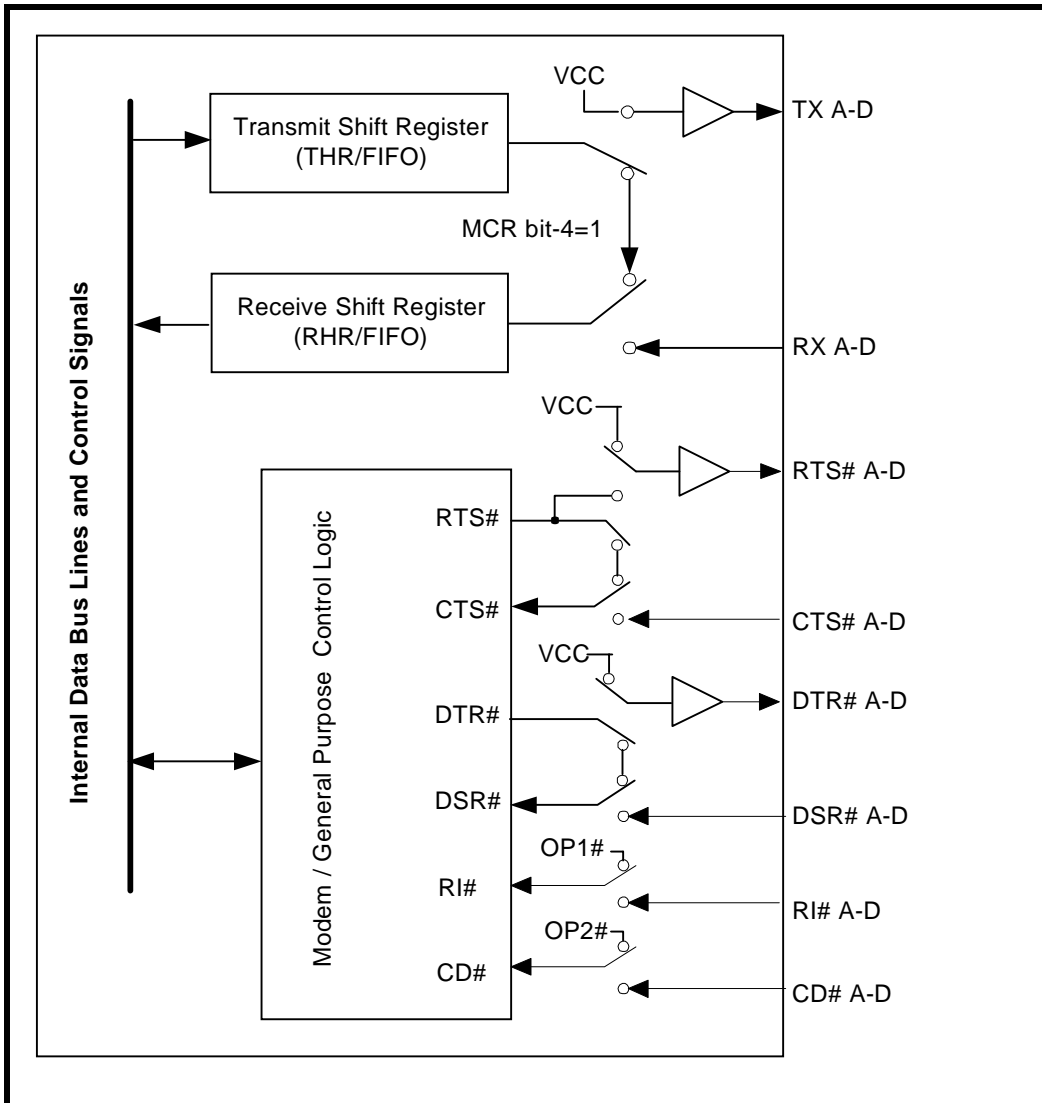 VCC
TX A-D
Transmit Shift Register
(THR/FIFO)
MCR bit-4=1
Receive Shift Register
(RHR/FIFO)
RX A-D
Internal Data Bus Lines and Control Signals
VCC
RTS# A-D
Modem / General Purpose Control Logic
RTS#
CTS#
CTS# A-D
VCC
DTR#
DTR# A-D
DSR#
DSR# A-D
OP1#
RI#
RI# A-D
OP2#
CD#
CD# A-D